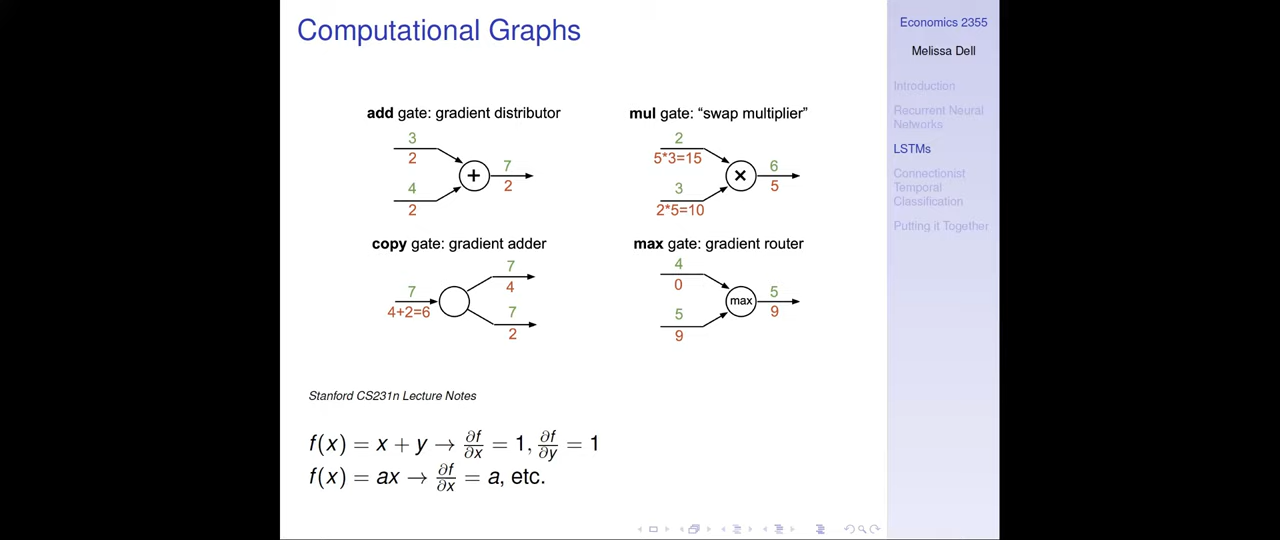 Computational Graphs
add gate: gradient distributor
3
2
4
2
+
7
2
mul gate: “swap multiplier”
2
5*3=15
3
2*5=10
×
6
5
copy gate: gradient adder
7
4+2=6
7
4
7
2
max gate: gradient router
4
0
5
9
max
5
9
Stanford CS231n Lecture Notes
f(x) = x + y → ∂f/∂x = 1, ∂f/∂y = 1
f(x) = ax → ∂f/∂x = a, etc.
Economics 2355
Melissa Dell
Introduction
Recurrent Neural
Networks
LSTMs
Connectionist
Temporal
Classification
Putting it Together